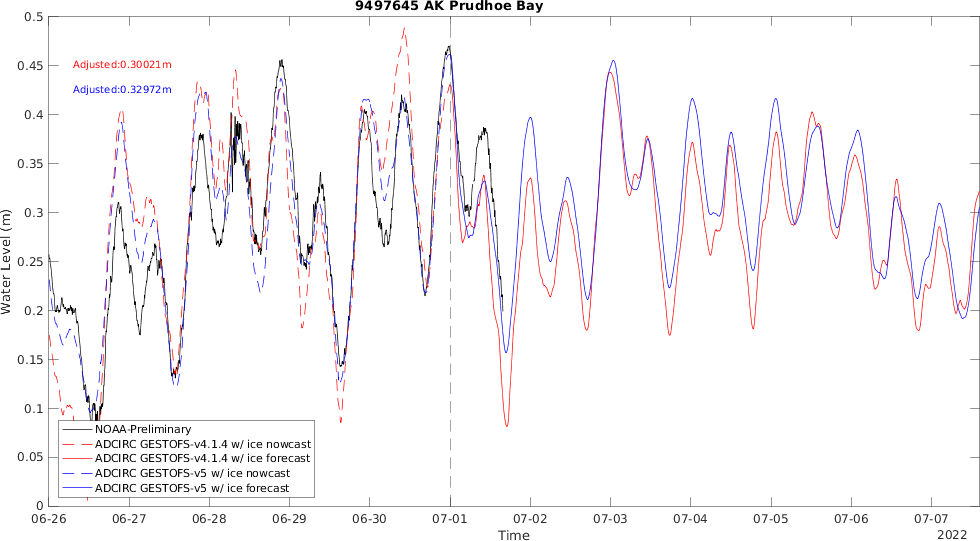 9497645 AK Prudhoe Bay
0.5
0.45
0.4
0.35
0.3
0.25
0.2
0.15
0.1
0.05
0
Water Level (m)
Adjusted:0.30021m
Adjusted:0.32972m
NOAA-Preliminary
ADCIRC GESTOFS-v4.1.4 w/ ice nowcast
ADCIRC GESTOFS-v4.1.4 w/ ice forecast
ADCIRC GESTOFS-v5 w/ ice nowcast
ADCIRC GESTOFS-v5 w/ ice forecast
06-26 06-27 06-28 06-29 06-30 07-01 07-02 07-03 07-04 07-05 07-06 07-07
Time
2022